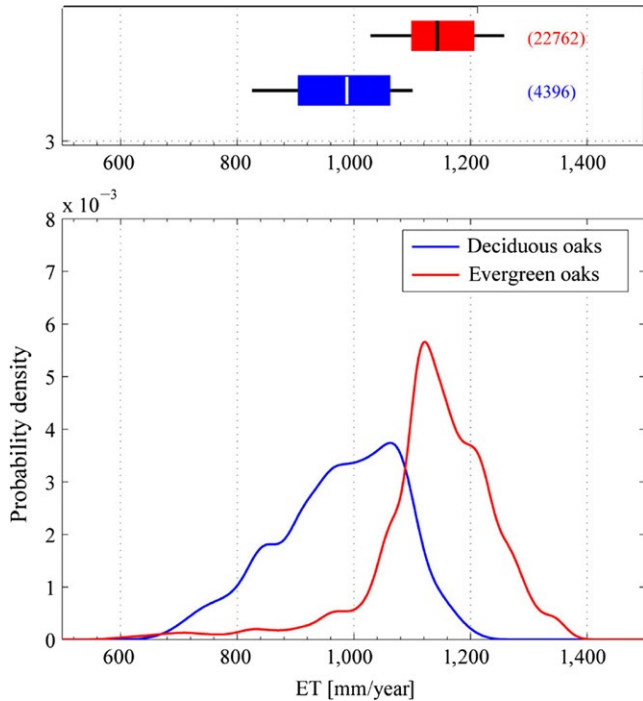 (22762)
(4396)
3
600 800 1,000 1,200 1,400
x 10⁻³
8
Deciduous oaks
7
Evergreen oaks
6
5
4
3
2
1
0
Probability density
600 800 1,000 1,200 1,400
ET [mm/year]